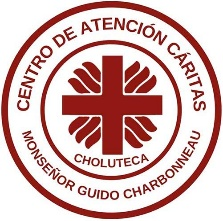 CENTRO DE ATENCIÓN CÁRITAS
CHOLUTECA
MONSEÑOR GUIDO CHARBONNEAU